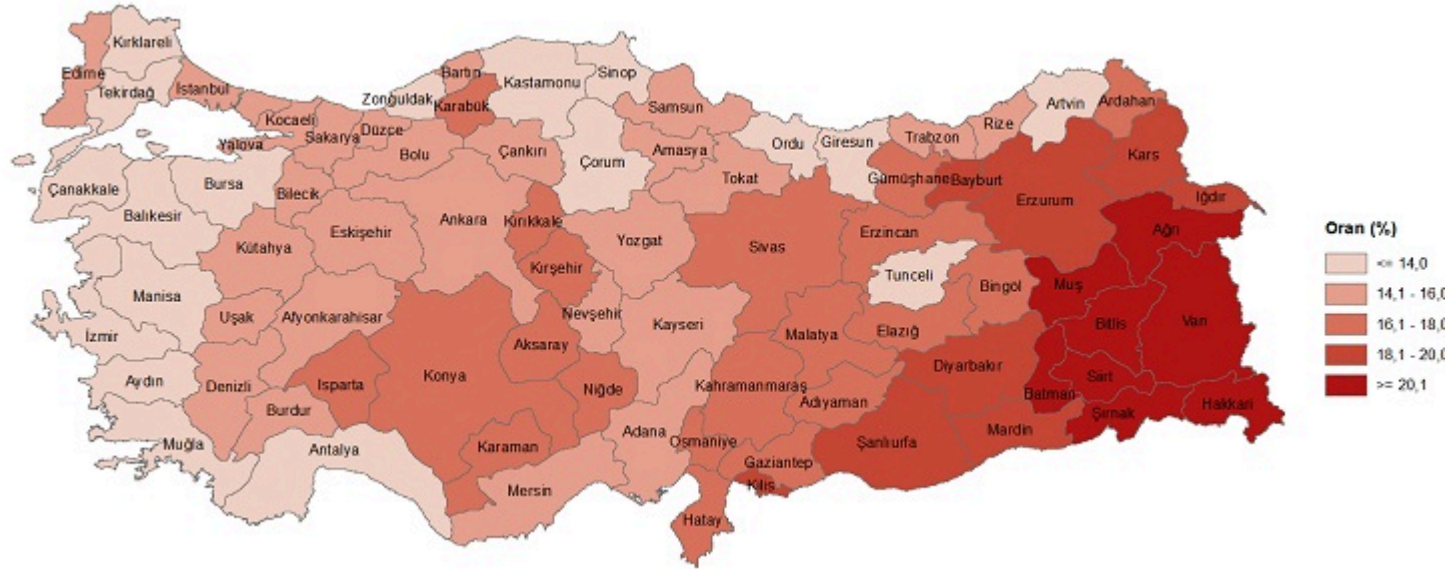 Kırklareli
Edirne
Tekirdağ
İstanbul
Kocaeli
Yalova
Sakarya
Düzce
Zonguldak
Bartın
Karabük
Kastamonu
Sinop
Samsun
Ordu
Giresun
Trabzon
Rize
Artvin
Ardahan
Çanakkale
Bursa
Bilecik
Bolu
Çankırı
Çorum
Amasya
Tokat
Gümüşhane
Bayburt
Erzurum
Kars
Iğdır
Balıkesir
Kütahya
Eskişehir
Ankara
Kırıkkale
Yozgat
Sivas
Erzincan
Ağrı
Manisa
Uşak
Afyonkarahisar
Kırşehir
Nevşehir
Kayseri
Tunceli
Bingöl
Muş
İzmir
Aydın
Denizli
Isparta
Konya
Aksaray
Niğde
Malatya
Elazığ
Bitlis
Van
Burdur
Kahramanmaraş
Adıyaman
Diyarbakır
Batman
Siirt
Muğla
Antalya
Karaman
Adana
Osmaniye
Gaziantep
Şanlıurfa
Mardin
Şırnak
Hakkari
Mersin
Kilis
Hatay
Oran (%)
<= 14,0
14,1 - 16,0
16,1 - 18,0
18,1 - 20,0
>= 20,1